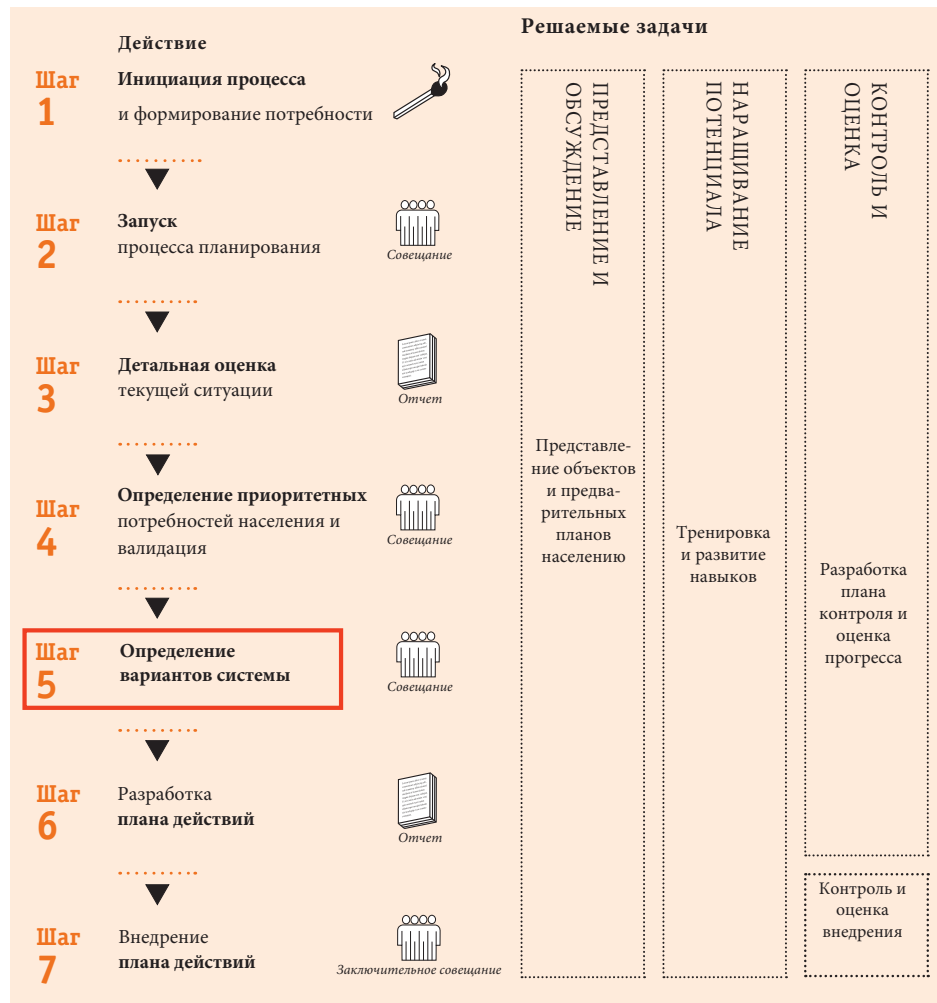 Действие
Шаг
1
Инициация процесса
и формирование потребности
Шаг
2
Запуск
процесса планирования
Совещание
Шаг
3
Детальная оценка
текущей ситуации
Отчет
Шаг
4
Определение приоритетных
потребностей населения и
валидация
Совещание
Шаг
5
Определение
вариантов системы
Совещание
Шаг
6
Разработка
плана действий
Отчет
Шаг
7
Внедрение
плана действий
Заключительное совещание
Решаемые задачи
ПРЕДСТАВЛЕНИЕ И
ОБСУЖДЕНИЕ
Представле-
ние объектов
и предва-
рительных
планов
населению
НАРАЩИВАНИЕ
ПОТЕНЦИАЛА
Тренировка
и развитие
навыков
КОНТРОЛЬ И
ОЦЕНКА
Разработка
плана
контроля и
оценка
прогресса
Контроль и
оценка
внедрения